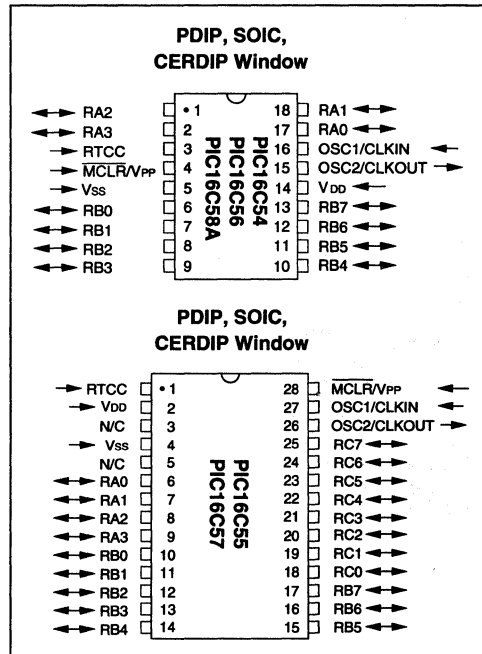 PDIP, SOIC,
CERDIP Window
RA2 • 1 18 RA1
RA3 2 17 RA0
RTCC 3 16 OSC1/CLKIN
MCLR/VPP 4 15 OSC2/CLKOUT
VSS 5 14 VDD
RB0 6 13 RB7
RB1 7 12 RB6
RB2 8 11 RB5
RB3 9 10 RB4
PIC16C54
PIC16C56
PIC16C58A
PDIP, SOIC,
CERDIP Window
RTCC • 1 28 MCLR/VPP
VDD 2 27 OSC1/CLKIN
N/C 3 26 OSC2/CLKOUT
Vss 4 25 RC7
N/C 5 24 RC6
RA0 6 23 RC5
RA1 7 22 RC4
RA2 8 21 RC3
RA3 9 20 RC2
RB0 10 19 RC1
RB1 11 18 RC0
RB2 12 17 RB7
RB3 13 16 RB6
RB4 14 15 RB5
PIC16C55
PIC16C57